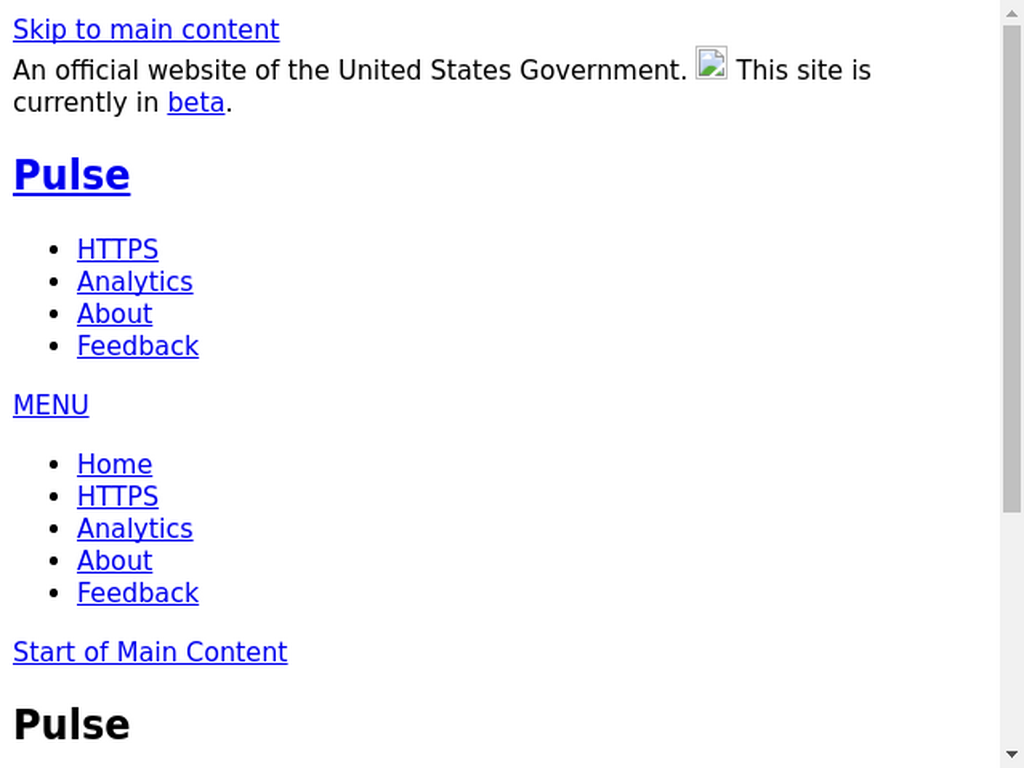 Skip to main content
An official website of the United States Government. This site is
currently in beta.
Pulse
HTTPS
Analytics
About
Feedback
MENU
Home
HTTPS
Analytics
About
Feedback
Start of Main Content
Pulse